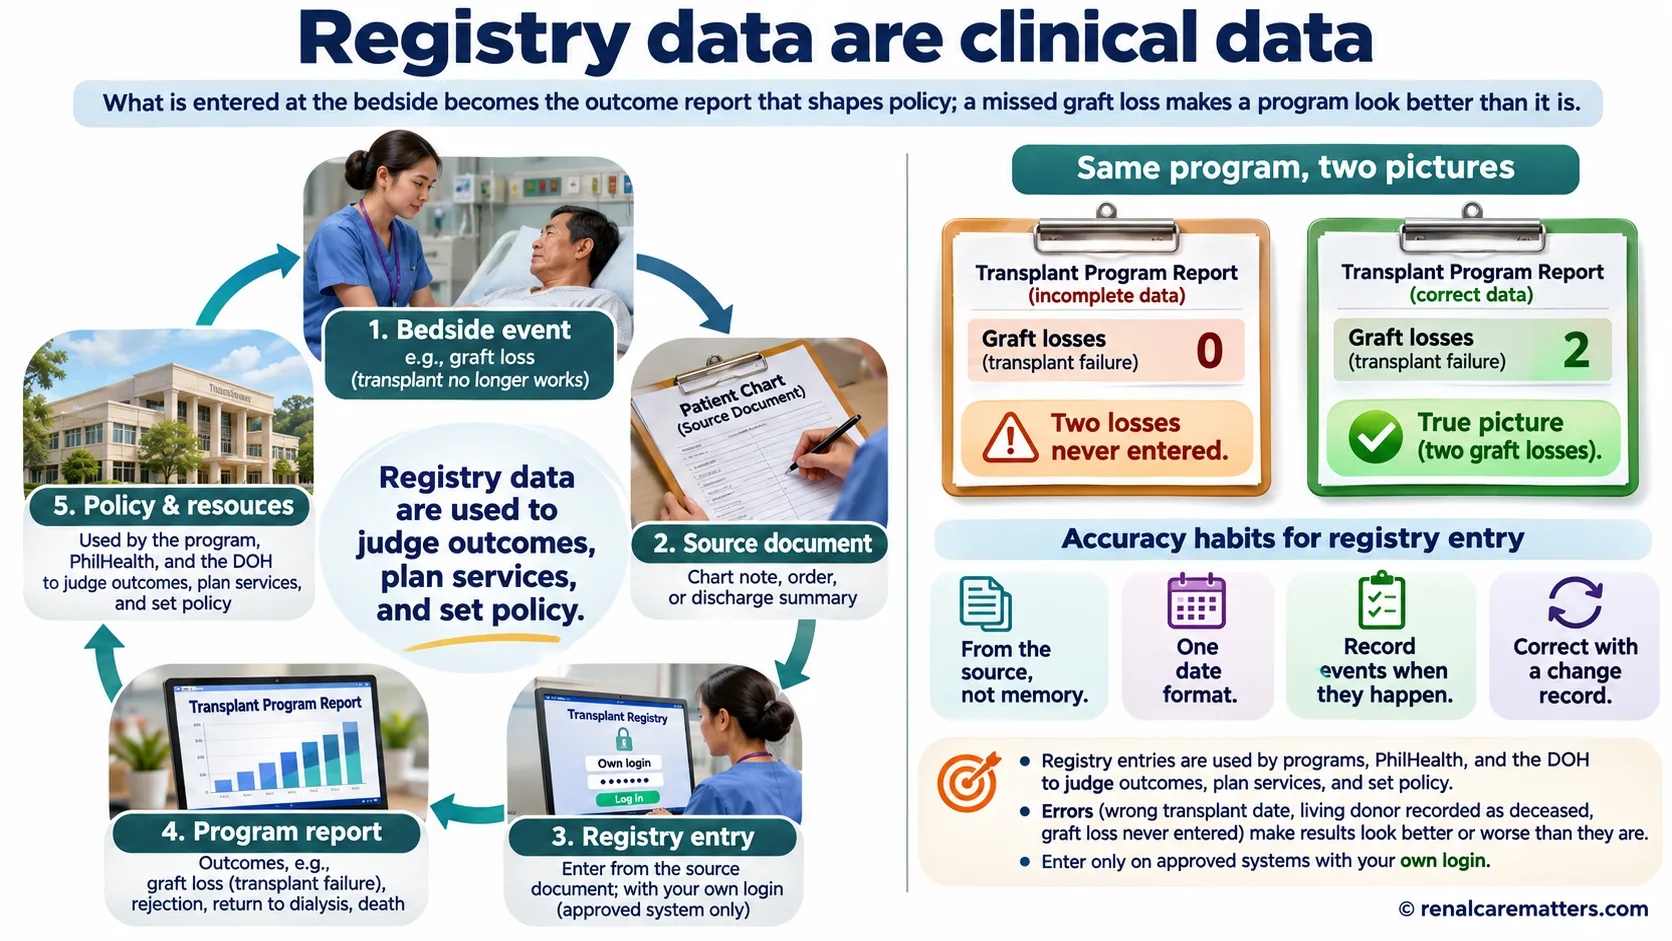 Registry data are clinical data
What is entered at the bedside becomes the outcome report that shapes policy; a missed graft loss makes a program look better than it is.
1. Bedside event
e.g., graft loss
(transplant no longer works)
Patient Chart
(Source Document)
2. Source document
Chart note, order,
or discharge summary
Transplant Registry
Own login
Log in
3. Registry entry
Enter from the source
document; with your own login
(approved system only)
Transplant Program Report
4. Program report
Outcomes, e.g.,
graft loss (transplant failure),
rejection, return to dialysis, death
5. Policy & resouces
Used by the program,
PhilHealth, and the DOH
to judge outcomes, plan services,
and set policy
Registry data
are used to
judge outcomes,
plan services,
and set policy.
Same program, two pictures
Transplant Program Report
(incomplete data)
Graft losses
(transplant failure)
0
Two losses
never entered.
Transplant Program Report
(correct data)
Graft losses
(transplant failure)
2
True picture
(two graft losses).
Accuracy habits for registry entry
From the
source,
not memory.
One
date
format.
Record
events when
they happen.
Correct with
a change
record.
• Registry entries are used by programs, PhilHealth, and the DOH
to judge outcomes, plan services, and set policy.
• Errors (wrong transplant date, living donor recorded as deceased,
graft loss never entered) make results look better or worse than they are.
• Enter only on approved systems with your own login.
© renalcarematters.com